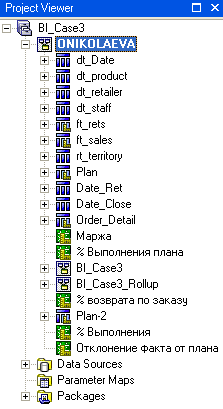 Project Viewer
BI_Case3
ONIKOLAEVA
dt_Date
dt_product
dt_retailer
dt_staff
ft_rets
ft_sales
rt_territory
Plan
Date_Ret
Date_Close
Order_Detail
Маржа
% Выполнения плана
BI_Case3
BI_Case3_Rollup
% возврата по заказу
Plan-2
% Выполнения
Отклонение факта от плана
Data Sources
Parameter Maps
Packages